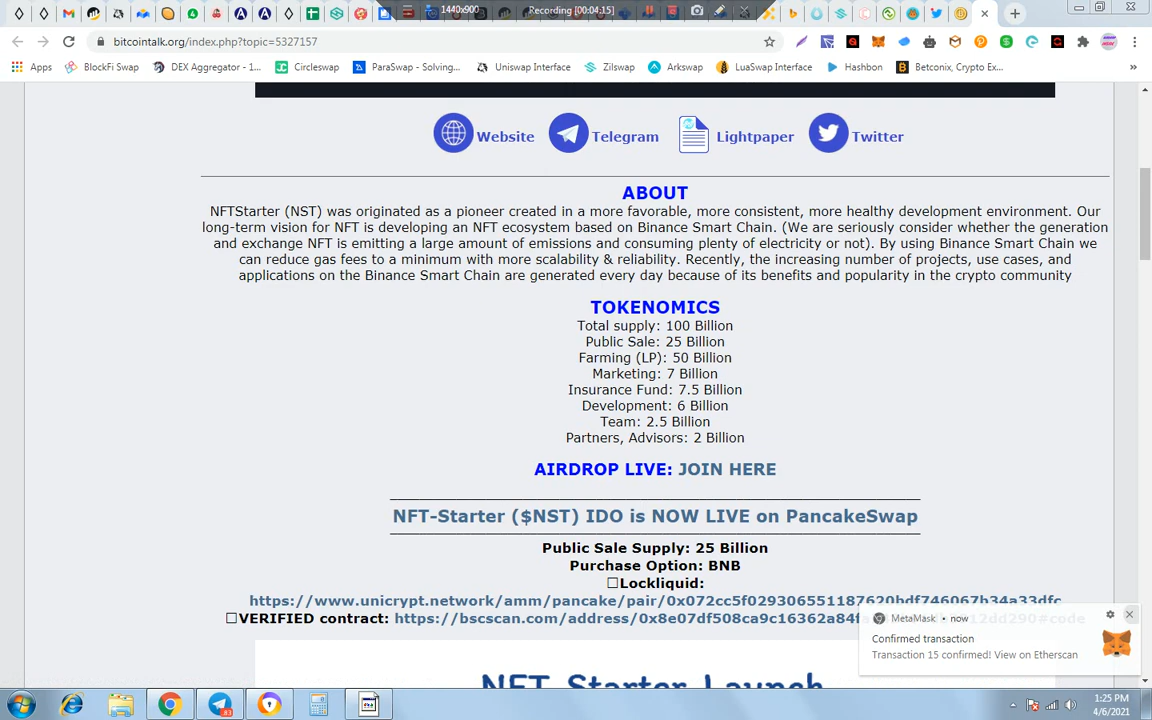 1440x900
Recording [00:04:15]
bitcointalk.org/index.php?topic=5327157
Apps
BlockFi Swap
DEX Aggregator - 1...
Circleswap
ParaSwap - Solving...
Uniswap Interface
Zilswap
Arkswap
LuaSwap Interface
Hashbon
Betconix, Crypto Ex...
»
Website
Telegram
Lightpaper
Twitter
ABOUT
NFTStarter (NST) was originated as a pioneer created in a more favorable, more consistent, more healthy development environment. Our
long-term vision for NFT is developing an NFT ecosystem based on Binance Smart Chain. (We are seriously consider whether the generation
and exchange NFT is emitting a large amount of emissions and consuming plenty of electricity or not). By using Binance Smart Chain we
can reduce gas fees to a minimum with more scalability & reliability. Recently, the increasing number of projects, use cases, and
applications on the Binance Smart Chain are generated every day because of its benefits and popularity in the crypto community
TOKENOMICS
Total supply: 100 Billion
Public Sale: 25 Billion
Farming (LP): 50 Billion
Marketing: 7 Billion
Insurance Fund: 7.5 Billion
Development: 6 Billion
Team: 2.5 Billion
Partners, Advisors: 2 Billion
AIRDROP LIVE: JOIN HERE
NFT-Starter ($NST) IDO is NOW LIVE on PancakeSwap
Public Sale Supply: 25 Billion
Purchase Option: BNB
☐Lockliquid:
https://www.unicrypt.network/amm/pancake/pair/0x072cc5f029306551187620bdf746067b34a33dfc
☐VERIFIED contract: https://bscscan.com/address/0x8e07df508ca9c16362a84fa
MetaMask • now
Confirmed transaction
Transaction 15 confirmed! View on Etherscan
NFT Starter Launch
1:25 PM
4/6/2021